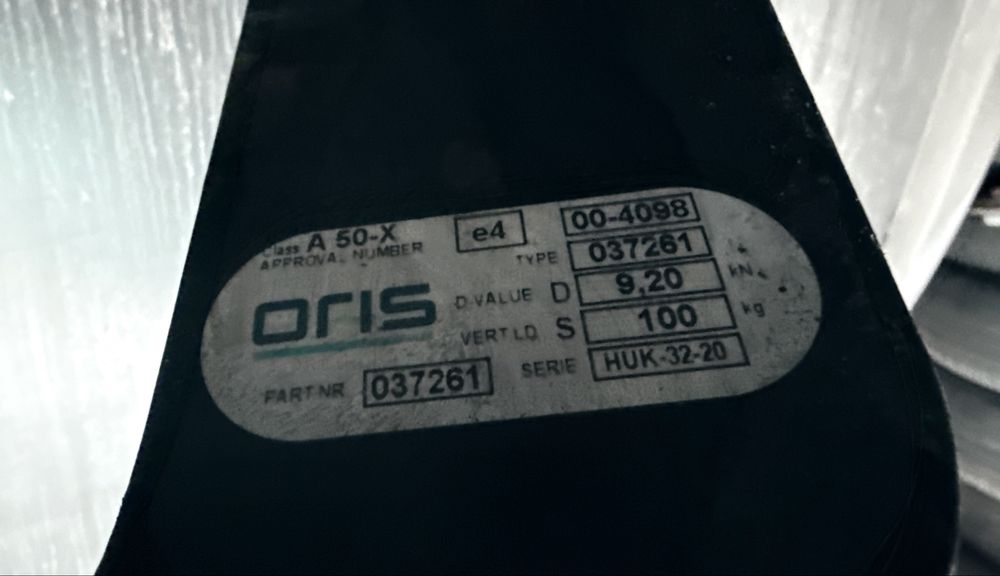 Class A 50-X e4 00-4098
APPROVAL NUMBER
TYPE 037261
oris
D-VALUE D 9,20 kN
VERT LD S 100 kg
PART NR 037261
SERIE HUK-32-20